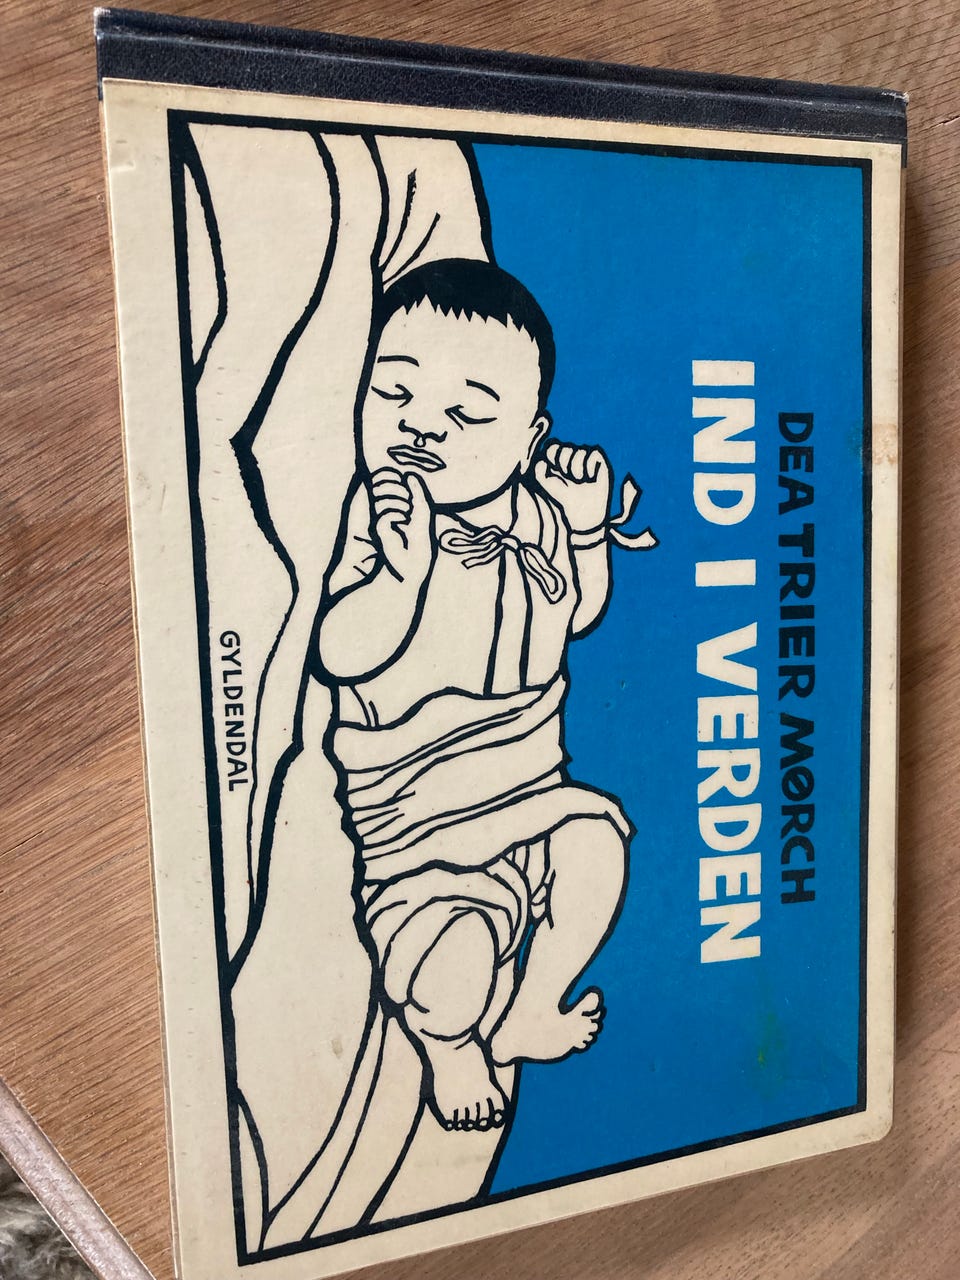 DEA TRIER MØRCH
IND I VERDEN
GYLDENDAL